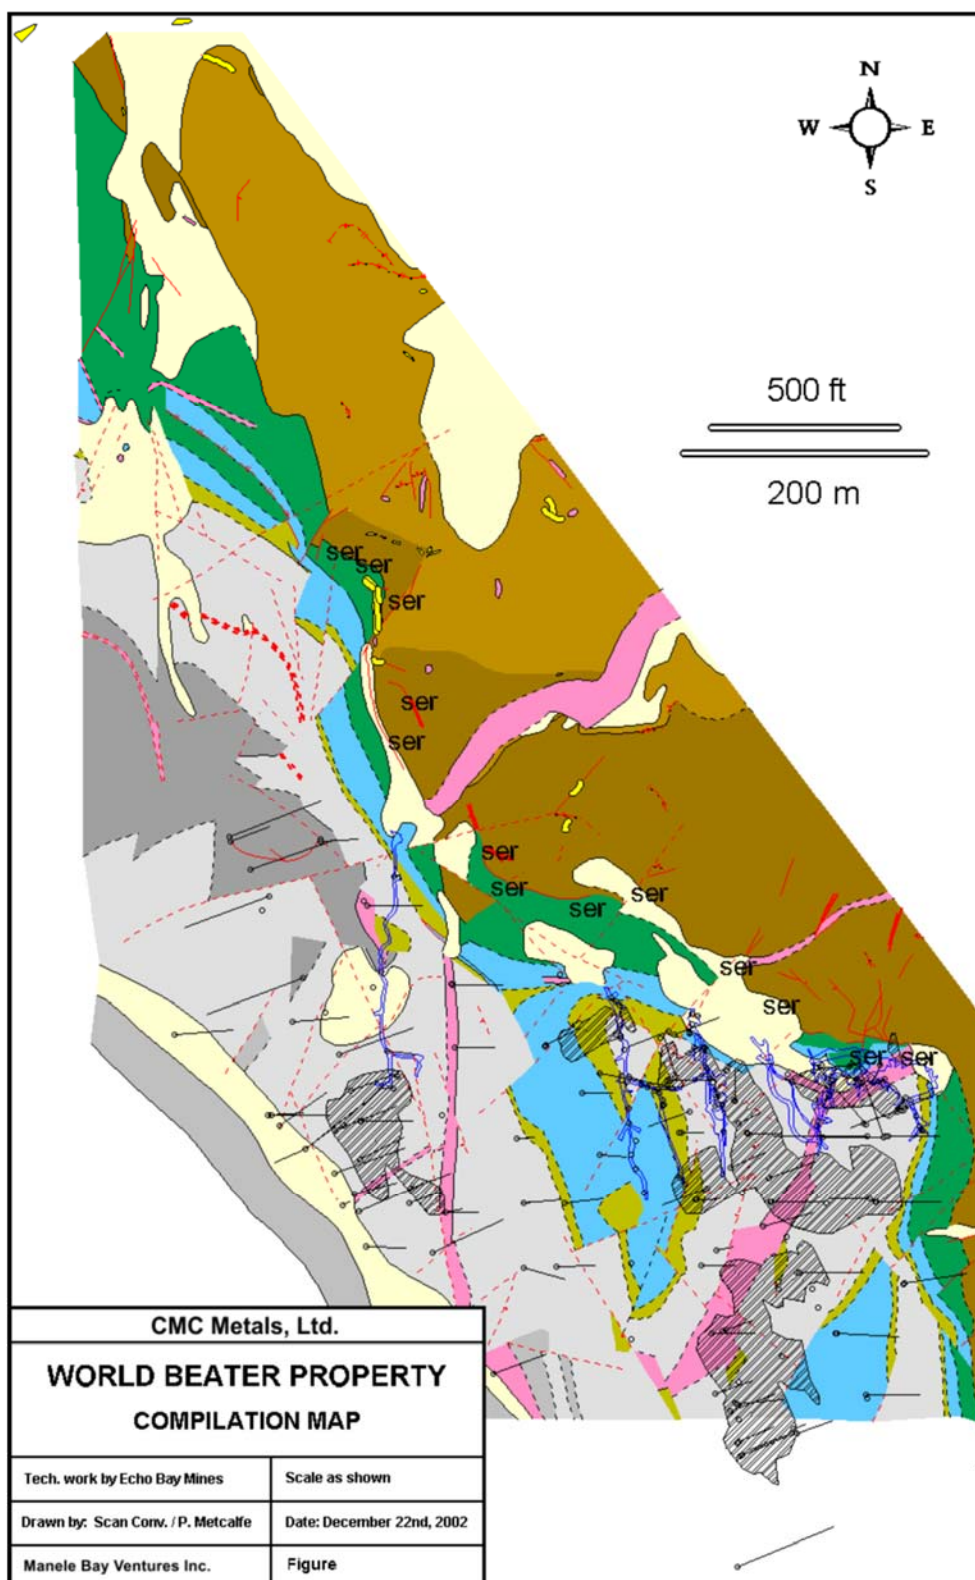 N
W E
S
500 ft
200 m
ser
ser
ser
ser
ser
ser
ser
ser
ser
ser
ser
ser
ser
CMC Metals, Ltd.
WORLD BEATER PROPERTY
COMPILATION MAP
Tech. work by Echo Bay Mines
Scale as shown
Drawn by: Scan Conv. / P. Metcalfe
Date: December 22nd, 2002
Manele Bay Ventures Inc.
Figure